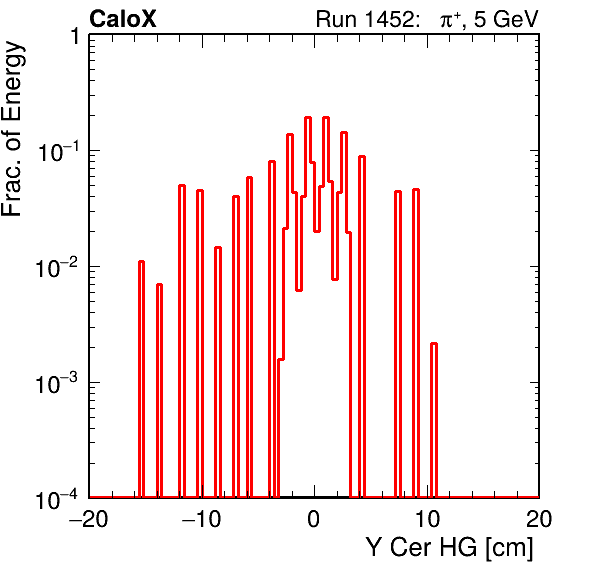 CaloX Run 1452: π⁺, 5 GeV
Frac. of Energy
1
10⁻¹
10⁻²
10⁻³
10⁻⁴
−20 −10 0 10 20
Y Cer HG [cm]